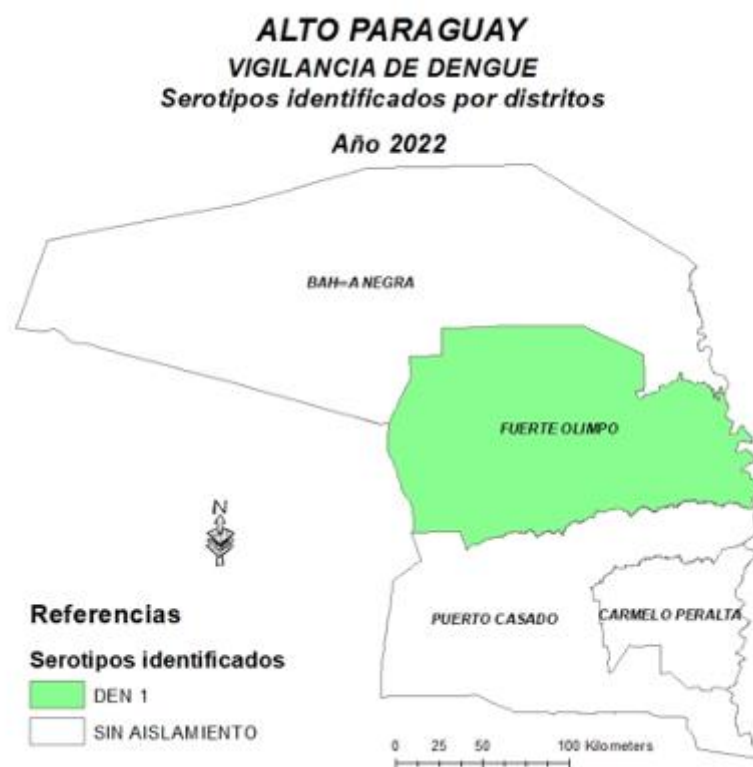 ALTO PARAGUAY
VIGILANCIA DE DENGUE
Serotipos identificados por distritos
Año 2022
BAH=A NEGRA
FUERTE OLIMPO
N
PUERTO CASADO
CARMELO PERALTA
Referencias
Serotipos identificados
DEN 1
SIN AISLAMIENTO
0 25 50 100 Kilometers